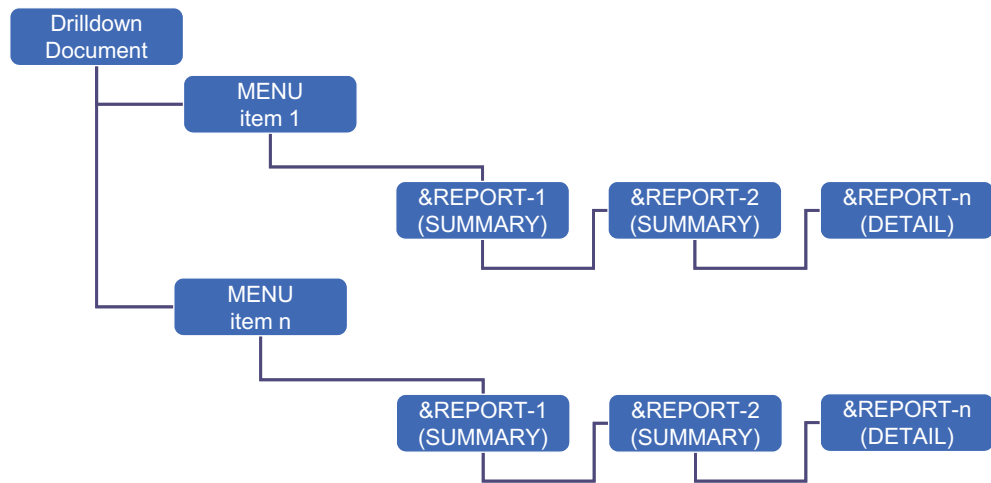 Drilldown
Document
MENU
item 1
&REPORT-1
(SUMMARY)
&REPORT-2
(SUMMARY)
&REPORT-n
(DETAIL)
MENU
item n
&REPORT-1
(SUMMARY)
&REPORT-2
(SUMMARY)
&REPORT-n
(DETAIL)